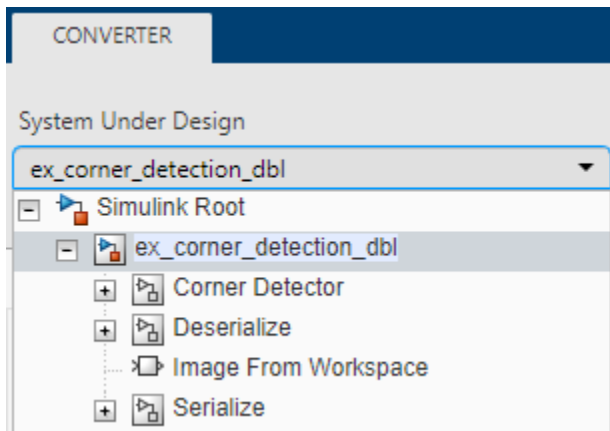 CONVERTER
System Under Design
ex_corner_detection_dbl
Simulink Root
ex_corner_detection_dbl
Corner Detector
Deserialize
Image From Workspace
Serialize